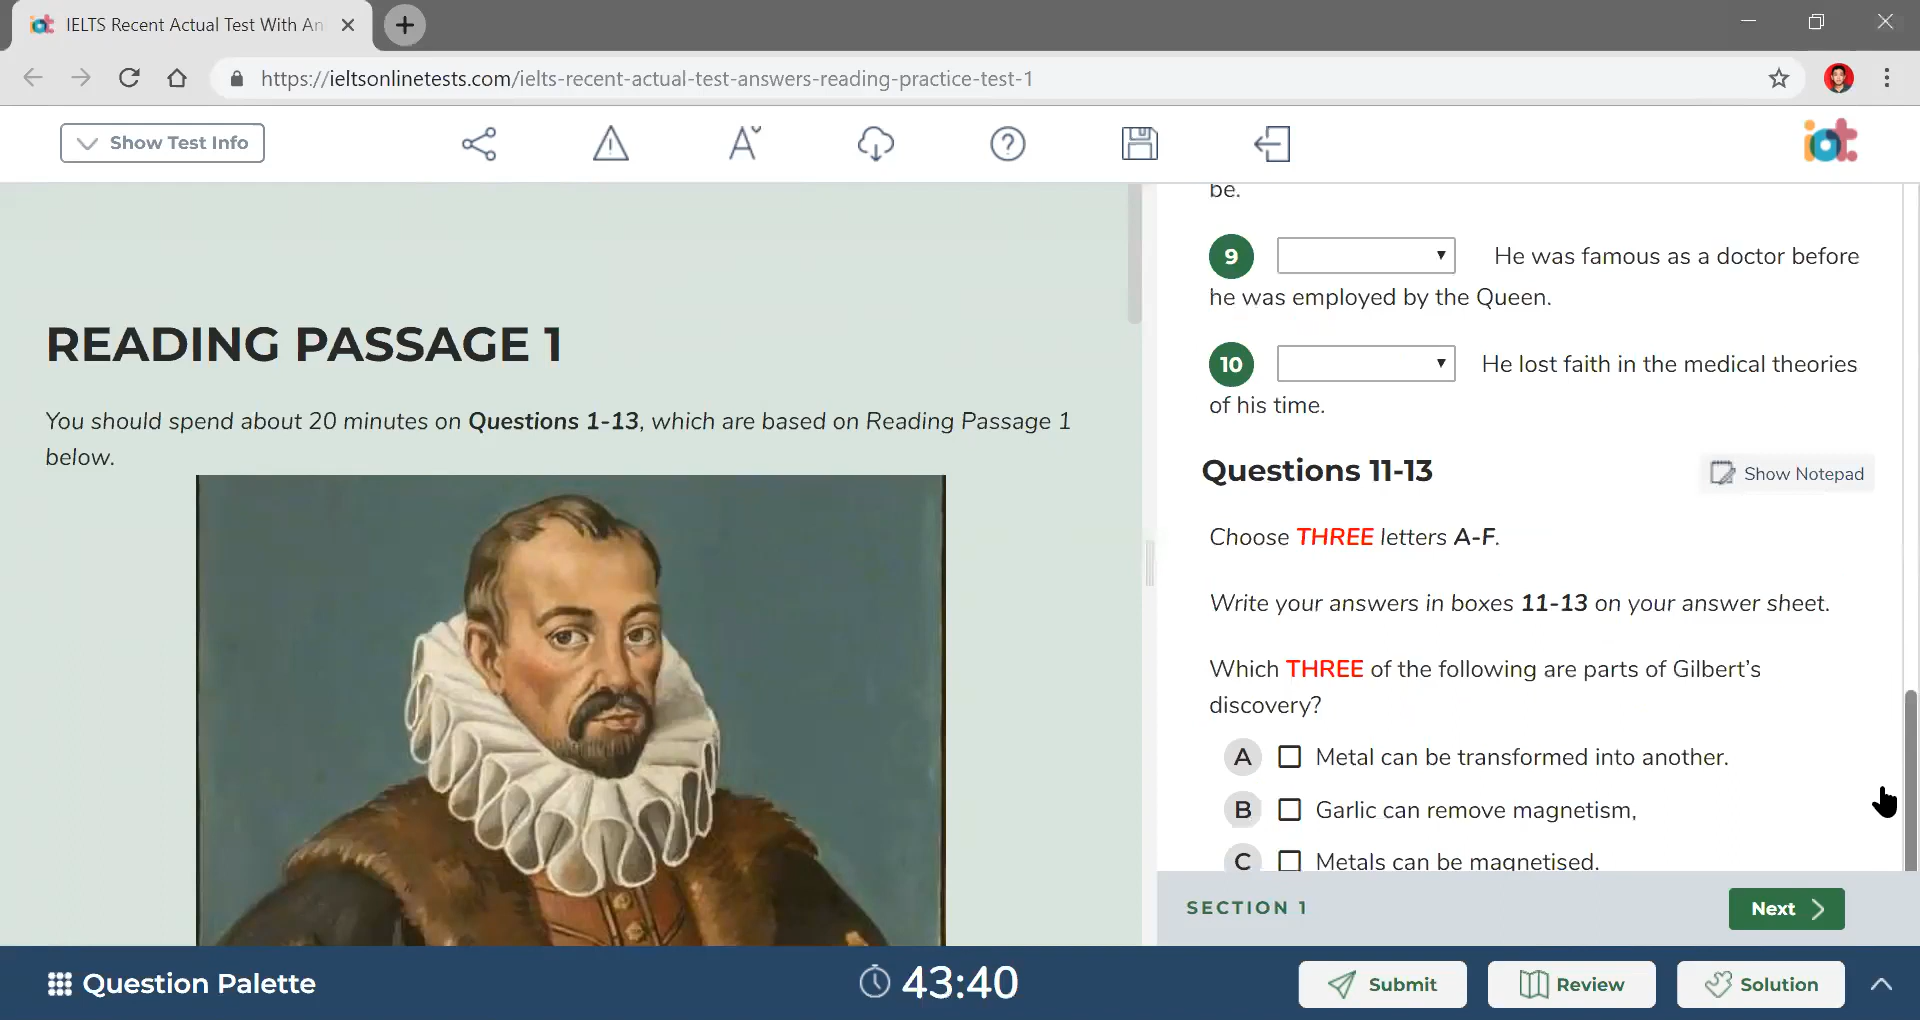 IELTS Recent Actual Test With An
https://ieltsonlinetests.com/ielts-recent-actual-test-answers-reading-practice-test-1
Show Test Info
iot
READING PASSAGE 1
You should spend about 20 minutes on Questions 1-13, which are based on Reading Passage 1
below.
be.
9 He was famous as a doctor before
he was employed by the Queen.
10 He lost faith in the medical theories
of his time.
Questions 11-13
Show Notepad
Choose THREE letters A-F.
Write your answers in boxes 11-13 on your answer sheet.
Which THREE of the following are parts of Gilbert's
discovery?
A Metal can be transformed into another.
B Garlic can remove magnetism,
C Metals can be magnetised.
SECTION 1
Next
Question Palette
43:40
Submit
Review
Solution